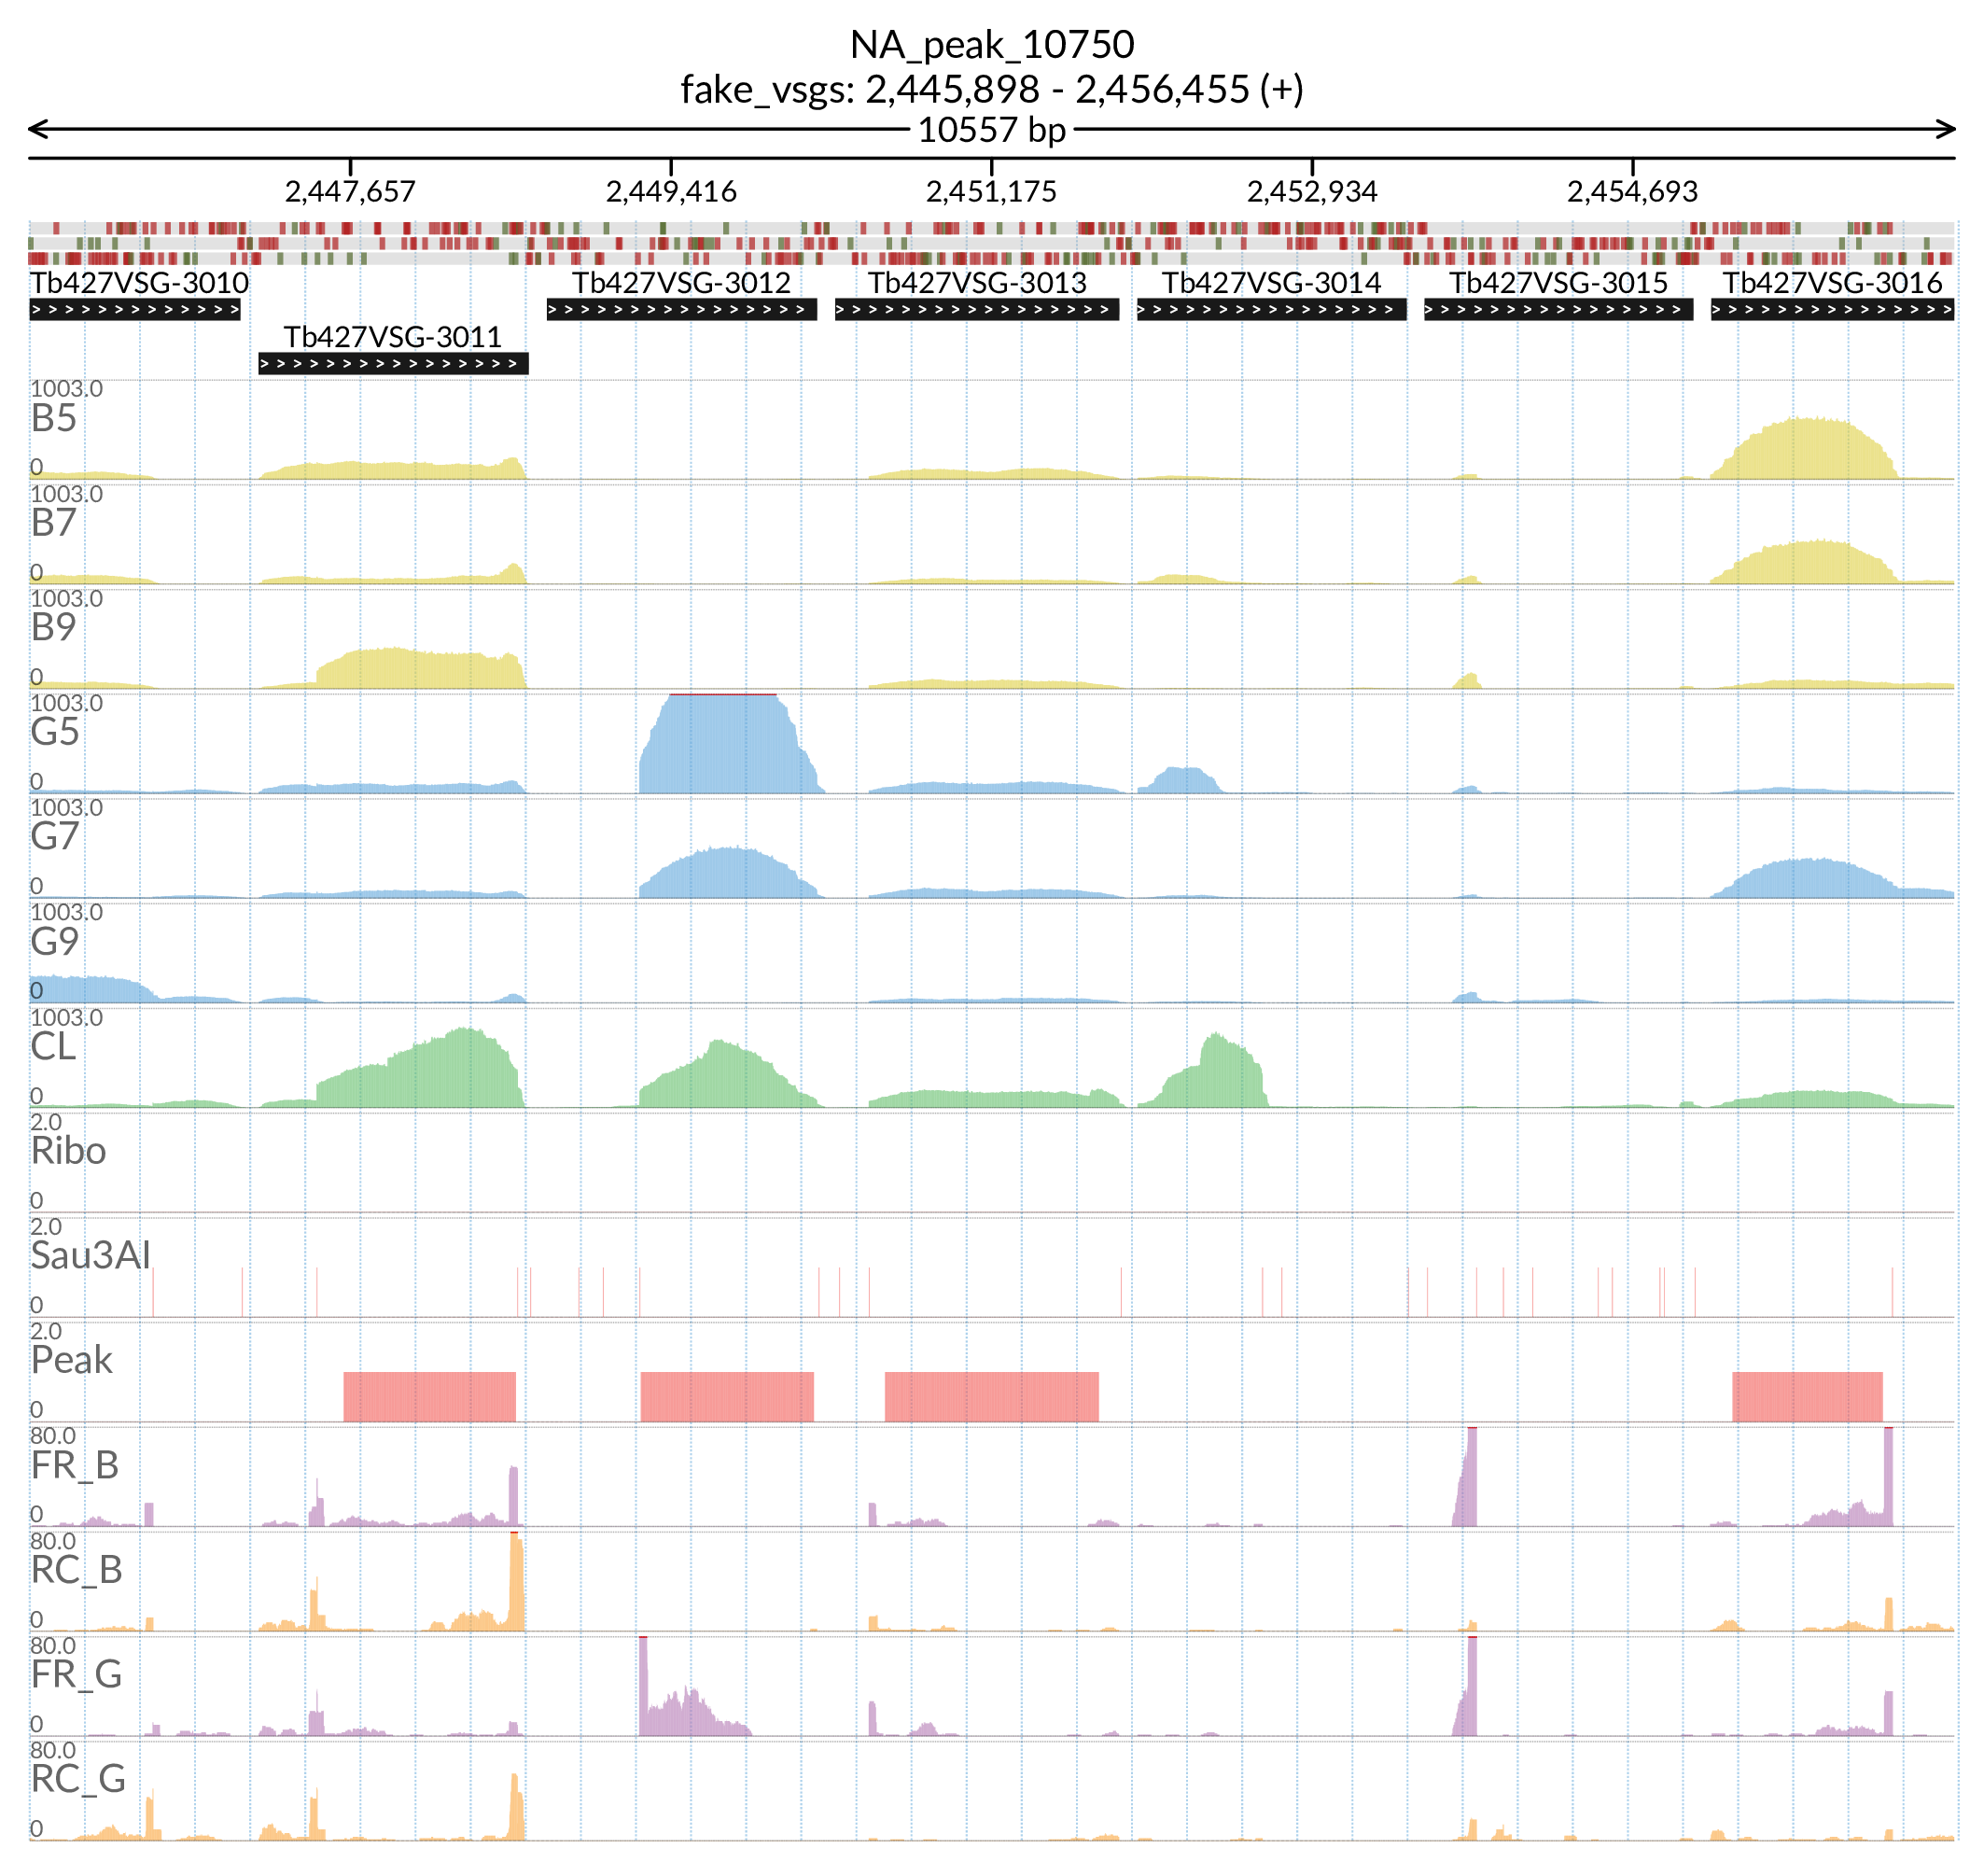 NA_peak_10750
fake_vsgs: 2,445,898 - 2,456,455 (+)
10557 bp
2,447,657 2,449,416 2,451,175 2,452,934 2,454,693
Tb427VSG-3010 Tb427VSG-3012 Tb427VSG-3013 Tb427VSG-3014 Tb427VSG-3015 Tb427VSG-3016
Tb427VSG-3011
1003.0
B5
0
1003.0
B7
0
1003.0
B9
0
1003.0
G5
0
1003.0
G7
0
1003.0
G9
0
1003.0
CL
0
2.0
Ribo
0
2.0
Sau3AI
0
2.0
Peak
0
80.0
FR_B
0
80.0
RC_B
0
80.0
FR_G
0
80.0
RC_G
0